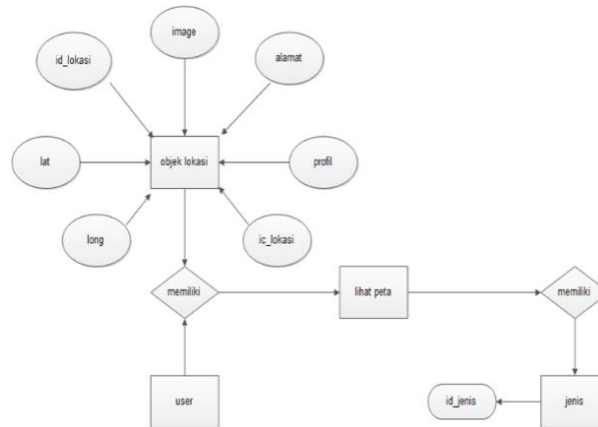 image
id_lokasi
alamat
lat
objek lokasi
profil
long
ic_lokasi
memiliki
lihat peta
memiliki
user
id_jenis
jenis